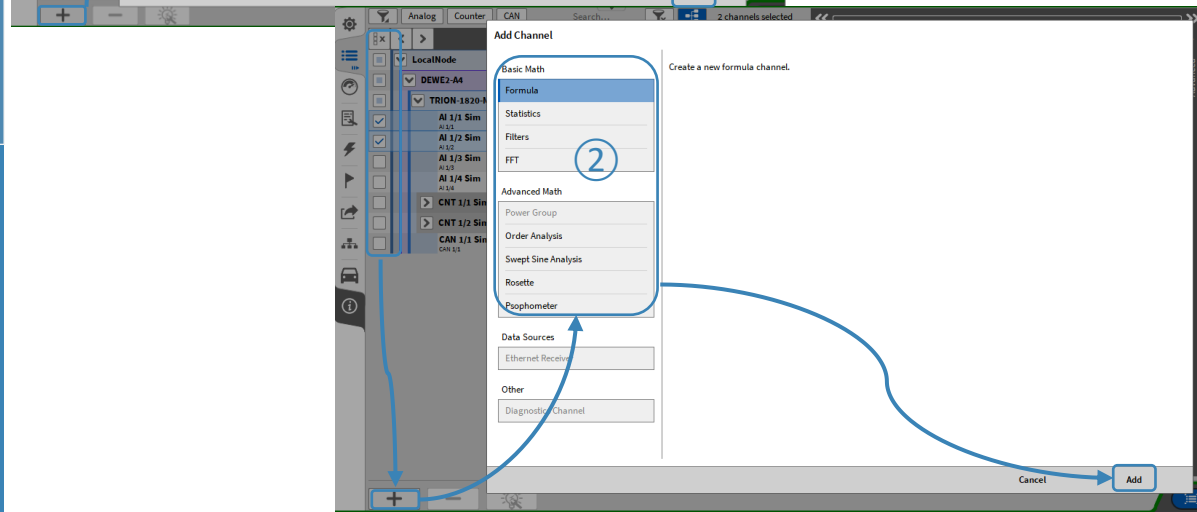 Analog Counter CAN Search... 2 channels selected
Add Channel
LocalNode
DEWE2-A4
TRION-1820-
AI 1/1 Sim
AI 1/1
AI 1/2 Sim
AI 1/2
AI 1/3 Sim
AI 1/3
AI 1/4 Sim
AI 1/4
CNT 1/1 Sin
CNT 1/2 Sin
CAN 1/1 Sin
CAN 1/1
Basic Math
Formula
Statistics
Filters
FFT
2
Advanced Math
Power Group
Order Analysis
Swept Sine Analysis
Rosette
Psophometer
Data Sources
Ethernet Receiver
Other
Diagnostic Channel
Create a new formula channel.
Cancel Add